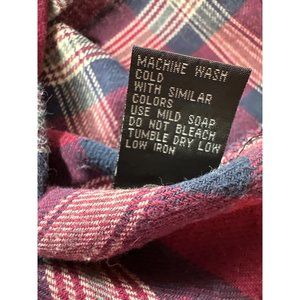 MACHINE WASH
COLD
WITH SIMILAR
COLORS
USE MILD SOAP
DO NOT BLEACH
TUMBLE DRY LOW
LOW IRON